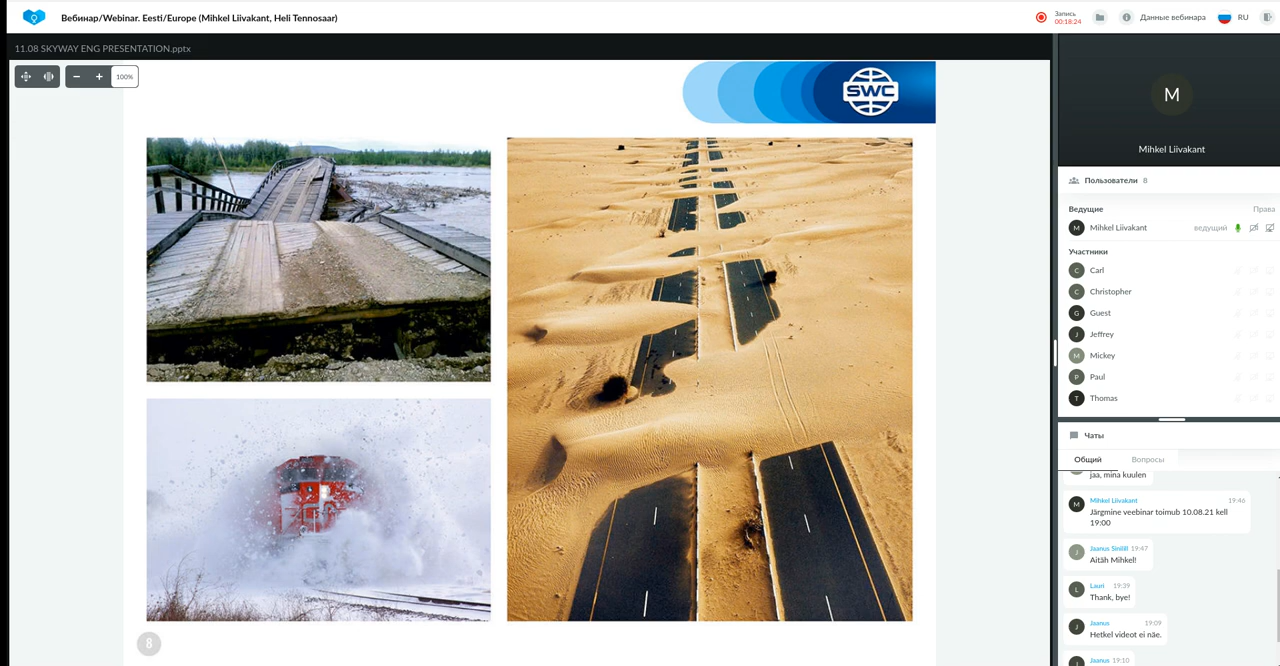 Вебинар/Webinar. Eesti/Europe (Mihkel Liivakant, Heli Tennosaar)
Запись
00:18:24
Данные вебинара
RU
11.08 SKYWAY ENG PRESENTATION.pptx
100%
SWC
8
M
Mihkel Liivakant
Пользователи 8
Ведущие Права
M Mihkel Liivakant ведущий
Участники
C Carl
C Christopher
G Guest
J Jeffrey
M Mickey
P Paul
T Thomas
Чаты
Общий Вопросы
jaa, mina kuulen
M Mihkel Liivakant 19:46
Järgmine veebinar toimub 10.08.21 kell
19:00
J Jaanus Siniiill 19:47
Aitäh Mihkel!
L Lauri 19:39
Thank, bye!
J Jaanus 19:09
Hetkel videot ei näe.
J Jaanus 19:10